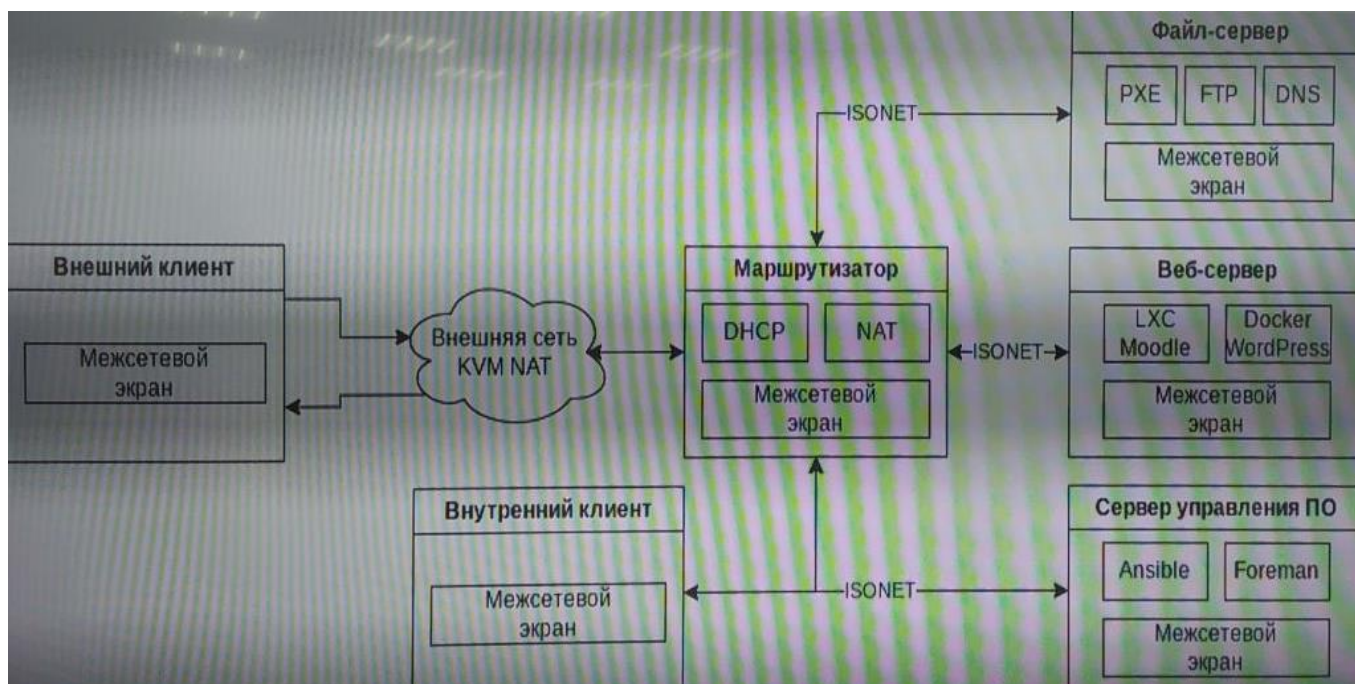 Файл-сервер
PXE
FTP
DNS
ISONET
Межсетевой
экран
Внешний клиент
Межсетевой
экран
Внешняя сеть
KVM NAT
Маршрутизатор
DHCP
NAT
Межсетевой
экран
ISONET
Веб-сервер
LXC
Moodle
Docker
WordPress
Межсетевой
экран
Внутренний клиент
Межсетевой
экран
ISONET
Сервер управления ПО
Ansible
Foreman
Межсетевой
экран